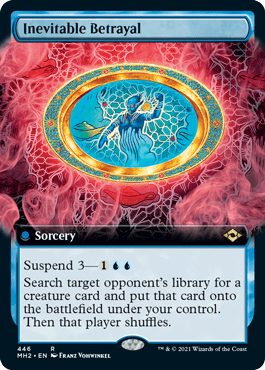 Inevitable Betrayal
Sorcery
Suspend 3—1
Search target opponent's library for a
creature card and put that card onto
the battlefield under your control.
Then that player shuffles.
446 R
MH2 • EN Franz Vohwinkel
™ & © 2021 Wizards of the Coast